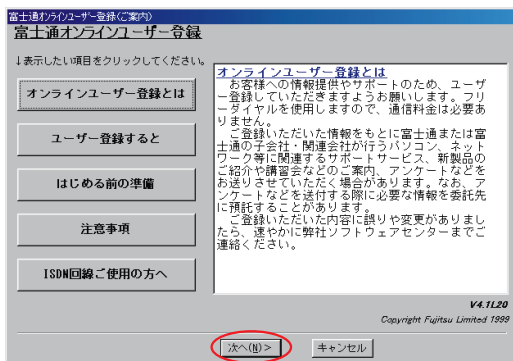 富士通オンラインユーザー登録(ご案内)
富士通オンラインユーザー登録
↓表示したい項目をクリックしてください。
オンラインユーザー登録とは
ユーザー登録すると
はじめる前の準備
注意事項
ISDN回線ご使用の方へ
オンラインユーザー登録とは
お客様への情報提供やサポートのため、ユーザ
ー登録していただきますようお願いします。フリ
ーダイヤルを使用しますので、通信料金は必要あ
りません。
ご登録いただいた情報をもとに富士通または富
士通の子会社・関連会社が行うパソコン、ネット
ワーク等に関連するサポートサービス、新製品の
ご紹介や講習会などのご案内、アンケートなどを
お送りさせていただく場合があります。なお、ア
ンケートなどを送付する際に必要な情報を委託先
に預託することがあります。
ご登録いただいた内容に誤りや変更がありまし
たら、速やかに弊社ソフトウェアセンターまでご
連絡ください。
V4.1L20
Copyright Fujitsu Limited 1999
次へ(N)>
キャンセル